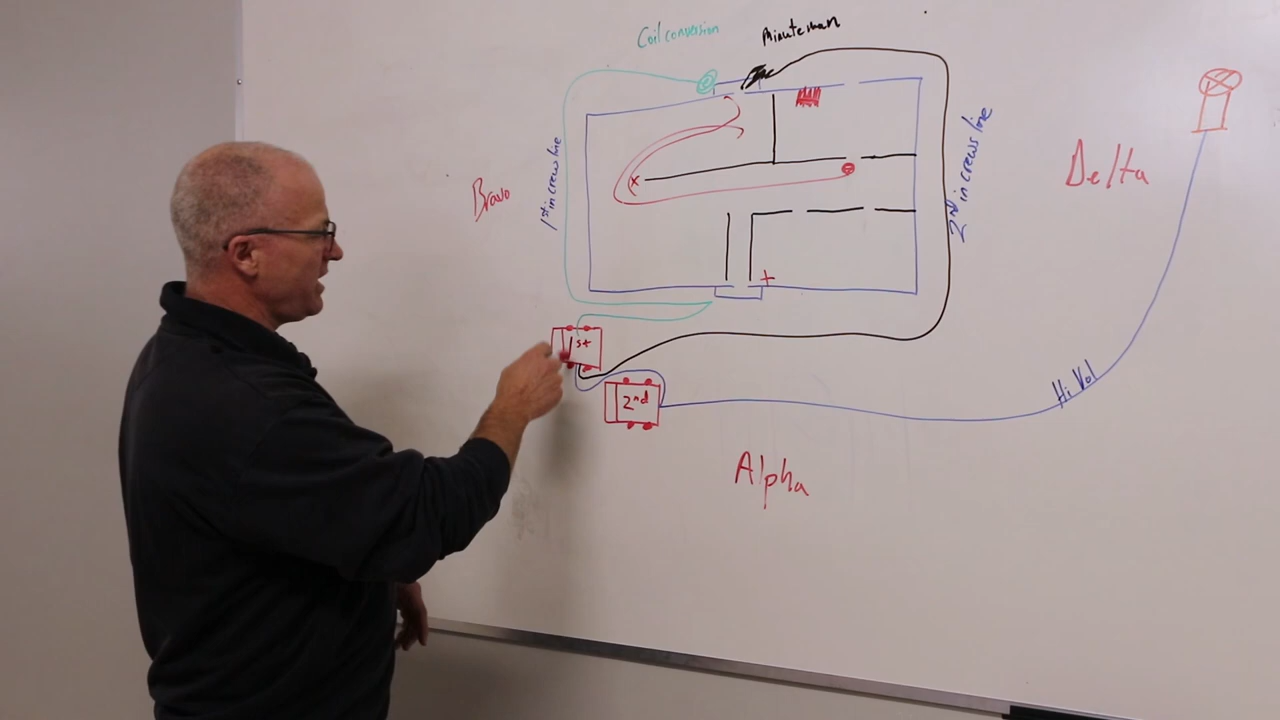 Coil conversion
Minuteman
1st in crews line
2nd in crews line
Bravo
Delta
1st
2nd
Hi Vol
Alpha